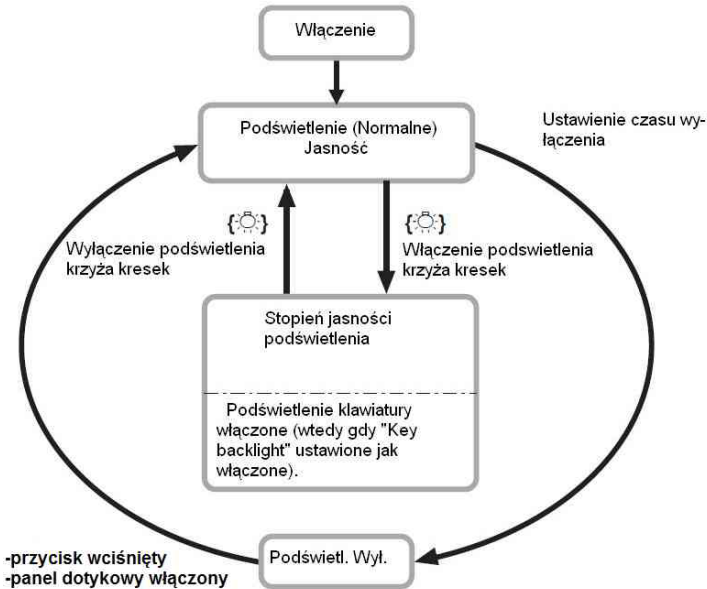 Włączenie
Podświetlenie (Normalne)
Jasność
Ustawienie czasu wy-
łączenia
{ }
Wyłączenie podświetlenia
krzyża kresek
{ }
Włączenie podswietlenia
krzyża kresek
Stopień jasności
podświetlenia
Podświetlenie klawiatury
włączone (wtedy gdy "Key
backlight" ustawione jak
włączone).
-przycisk wciśnięty
-panel dotykowy włączony
Podświetl. Wył.